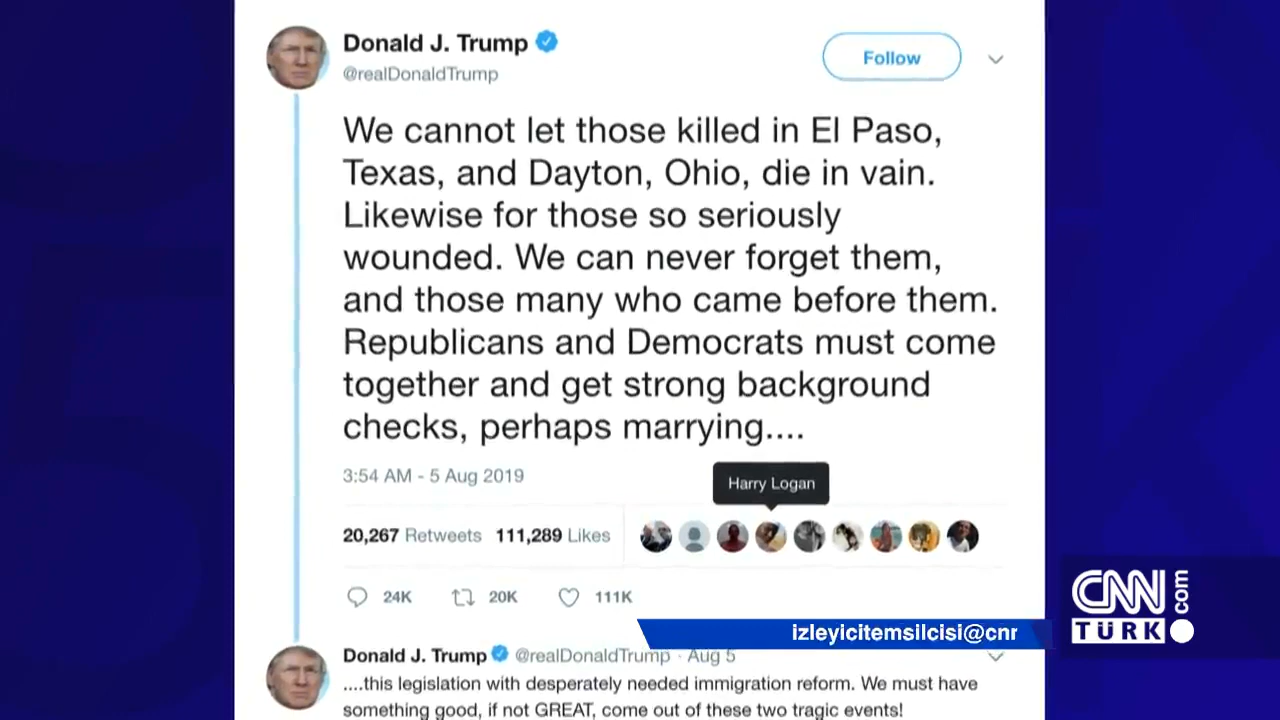 Donald J. Trump
@realDonaldTrump
Follow
We cannot let those killed in El Paso,
Texas, and Dayton, Ohio, die in vain.
Likewise for those so seriously
wounded. We can never forget them,
and those many who came before them.
Republicans and Democrats must come
together and get strong background
checks, perhaps marrying....
3:54 AM - 5 Aug 2019
Harry Logan
20,267 Retweets 111,289 Likes
24K 20K 111K
izleyicitemsilcisi@cnr
CNN
TÜRK
.com
Donald J. Trump @realDonaldTrump · Aug 5
....this legislation with desperately needed immigration reform. We must have
something good, if not GREAT, come out of these two tragic events!